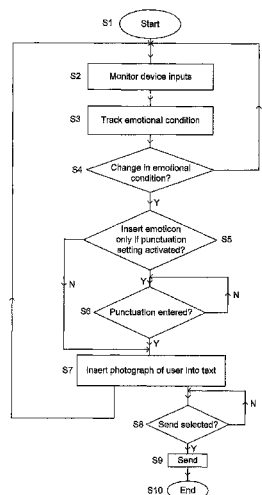 S1 Start
S2 Monitor device inputs
S3 Track emotional condition
S4 Change in emotional
condition?
Y
Insert emoticon
only if punctuation
setting activated?
S5
N
Y
N
S6 Punctuation entered?
Y
S7 Insert photograph of user into text
N
S8 Send selected?
Y
S9 Send
S10 End